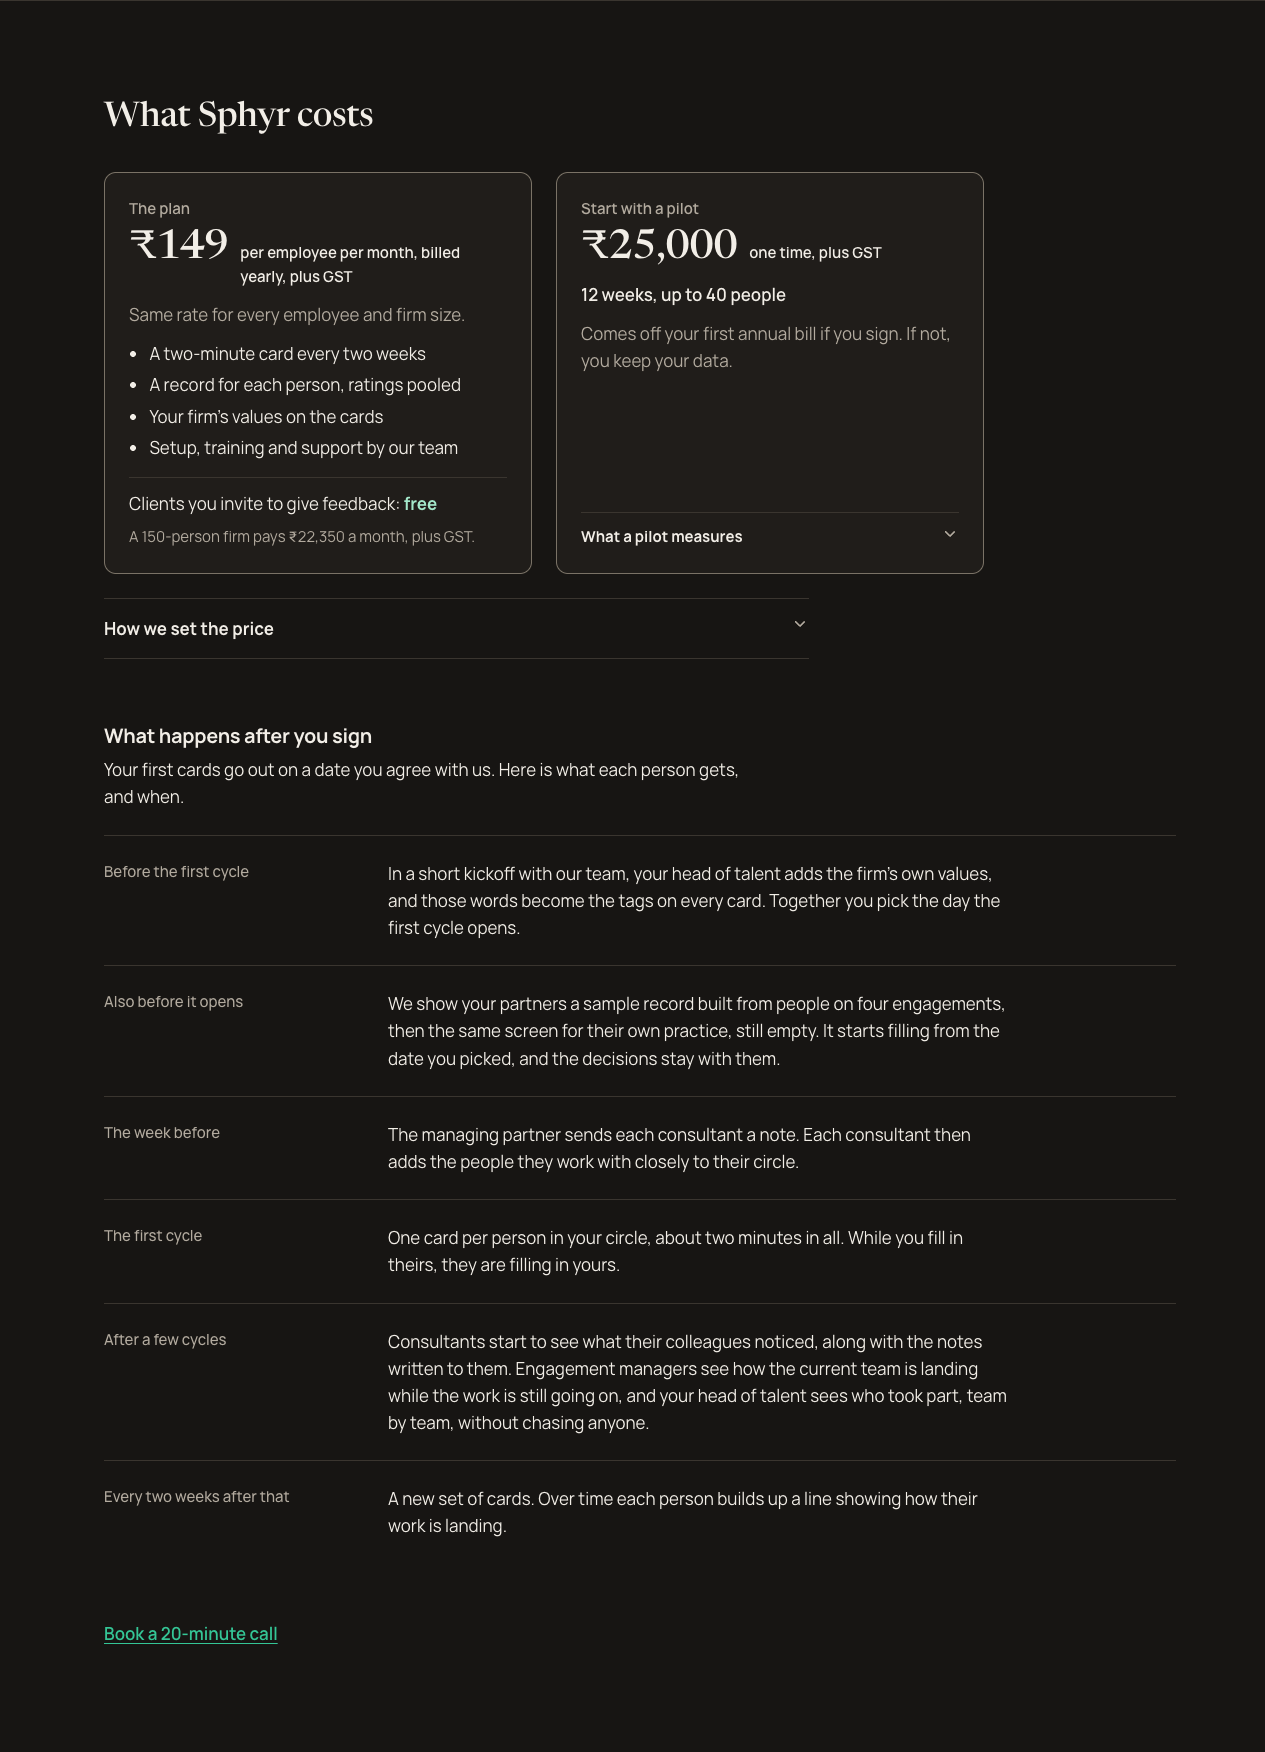 What Sphyr costs
The plan
₹149 per employee per month, billed
yearly, plus GST
Same rate for every employee and firm size.
• A two-minute card every two weeks
• A record for each person, ratings pooled
• Your firm's values on the cards
• Setup, training and support by our team
Clients you invite to give feedback: free
A 150-person firm pays ₹22,350 a month, plus GST.
Start with a pilot
₹25,000 one time, plus GST
12 weeks, up to 40 people
Comes off your first annual bill if you sign. If not,
you keep your data.
What a pilot measures
How we set the price
What happens after you sign
Your first cards go out on a date you agree with us. Here is what each person gets,
and when.
Before the first cycle
In a short kickoff with our team, your head of talent adds the firm's own values,
and those words become the tags on every card. Together you pick the day the
first cycle opens.
Also before it opens
We show your partners a sample record built from people on four engagements,
then the same screen for their own practice, still empty. It starts filling from the
date you picked, and the decisions stay with them.
The week before
The managing partner sends each consultant a note. Each consultant then
adds the people they work with closely to their circle.
The first cycle
One card per person in your circle, about two minutes in all. While you fill in
theirs, they are filling in yours.
After a few cycles
Consultants start to see what their colleagues noticed, along with the notes
written to them. Engagement managers see how the current team is landing
while the work is still going on, and your head of talent sees who took part, team
by team, without chasing anyone.
Every two weeks after that
A new set of cards. Over time each person builds up a line showing how their
work is landing.
Book a 20-minute call